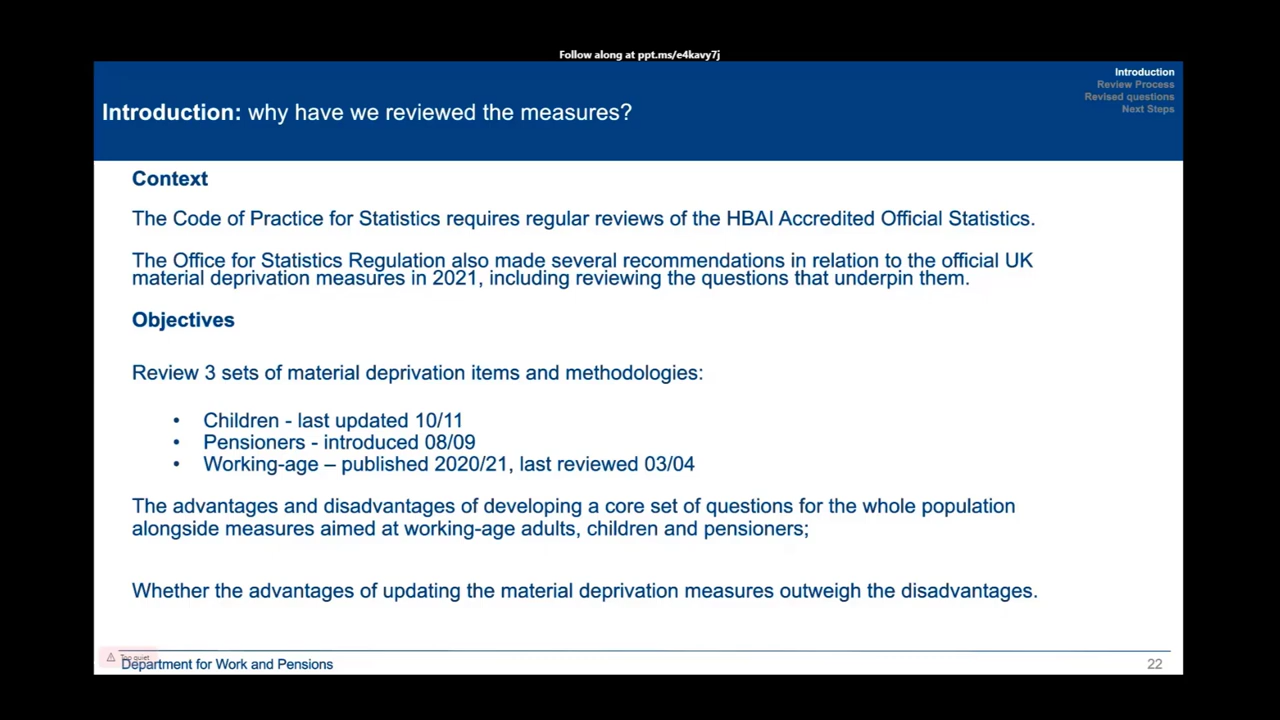 Follow along at ppt.ms/e4kavy7j
Introduction
Review Process
Revised questions
Next Steps
Introduction: why have we reviewed the measures?
Context
The Code of Practice for Statistics requires regular reviews of the HBAI Accredited Official Statistics.
The Office for Statistics Regulation also made several recommendations in relation to the official UK
material deprivation measures in 2021, including reviewing the questions that underpin them.
Objectives
Review 3 sets of material deprivation items and methodologies:
• Children - last updated 10/11
• Pensioners - introduced 08/09
• Working-age – published 2020/21, last reviewed 03/04
The advantages and disadvantages of developing a core set of questions for the whole population
alongside measures aimed at working-age adults, children and pensioners;
Whether the advantages of updating the material deprivation measures outweigh the disadvantages.
Too quiet
Department for Work and Pensions
22